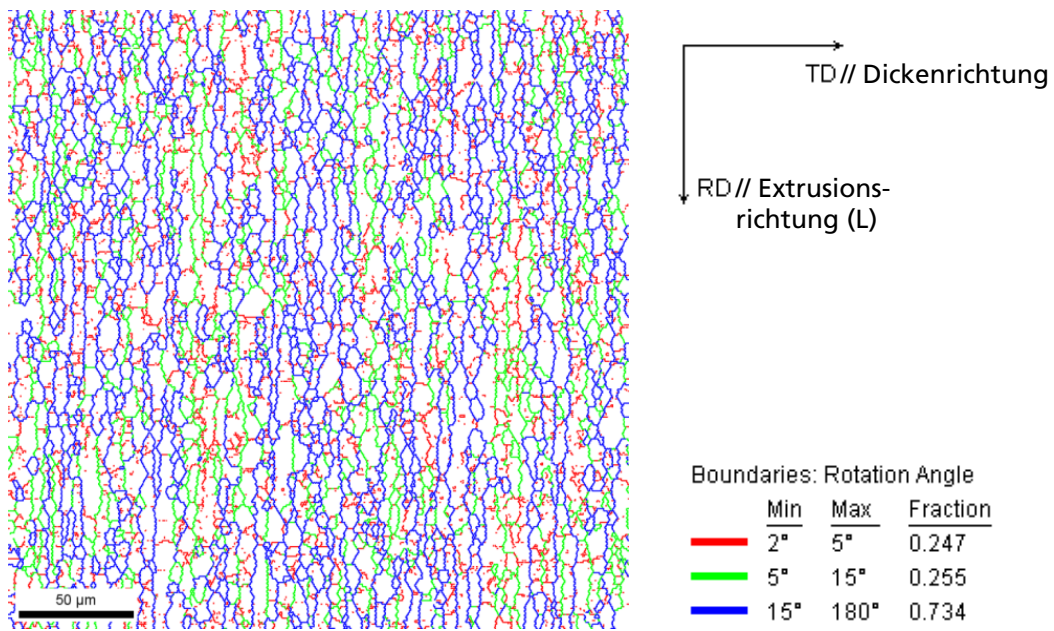 TD // Dickenrichtung
RD // Extrusions-
richtung (L)
Boundaries: Rotation Angle
Min Max Fraction
2° 5° 0.247
5° 15° 0.255
15° 180° 0.734
50 µm